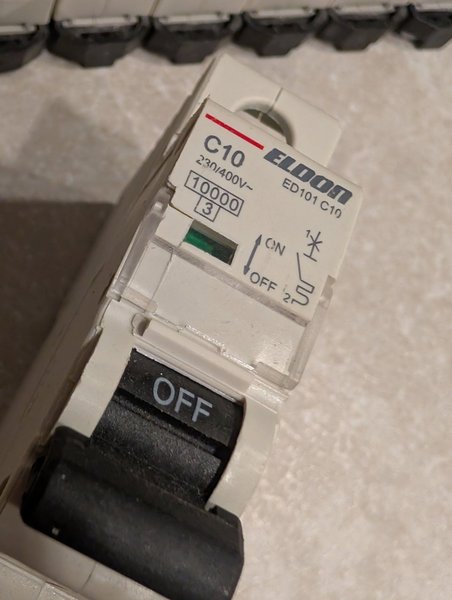 C10 ELDON
230/400V~ ED101 C10
10000
3
1
ON
OFF 2
OFF